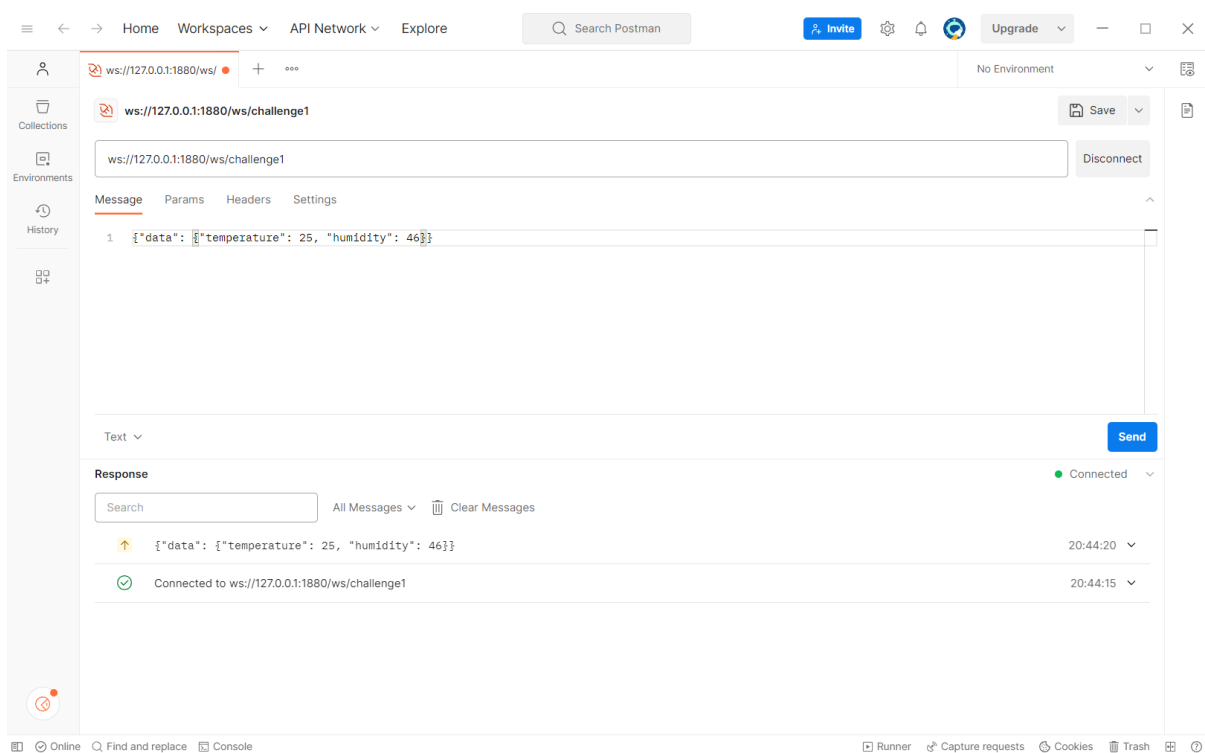 Home Workspaces API Network Explore Search Postman Invite Upgrade
ws://127.0.0.1:1880/ws/ No Environment
ws://127.0.0.1:1880/ws/challenge1 Save
Collections
ws://127.0.0.1:1880/ws/challenge1 Disconnect
Environments
Message Params Headers Settings
History
1 {"data": {"temperature": 25, "humidity": 46}}
Text Send
Response Connected
Search All Messages Clear Messages
{"data": {"temperature": 25, "humidity": 46}} 20:44:20
Connected to ws://127.0.0.1:1880/ws/challenge1 20:44:15
Online Find and replace Console Runner Capture requests Cookies Trash